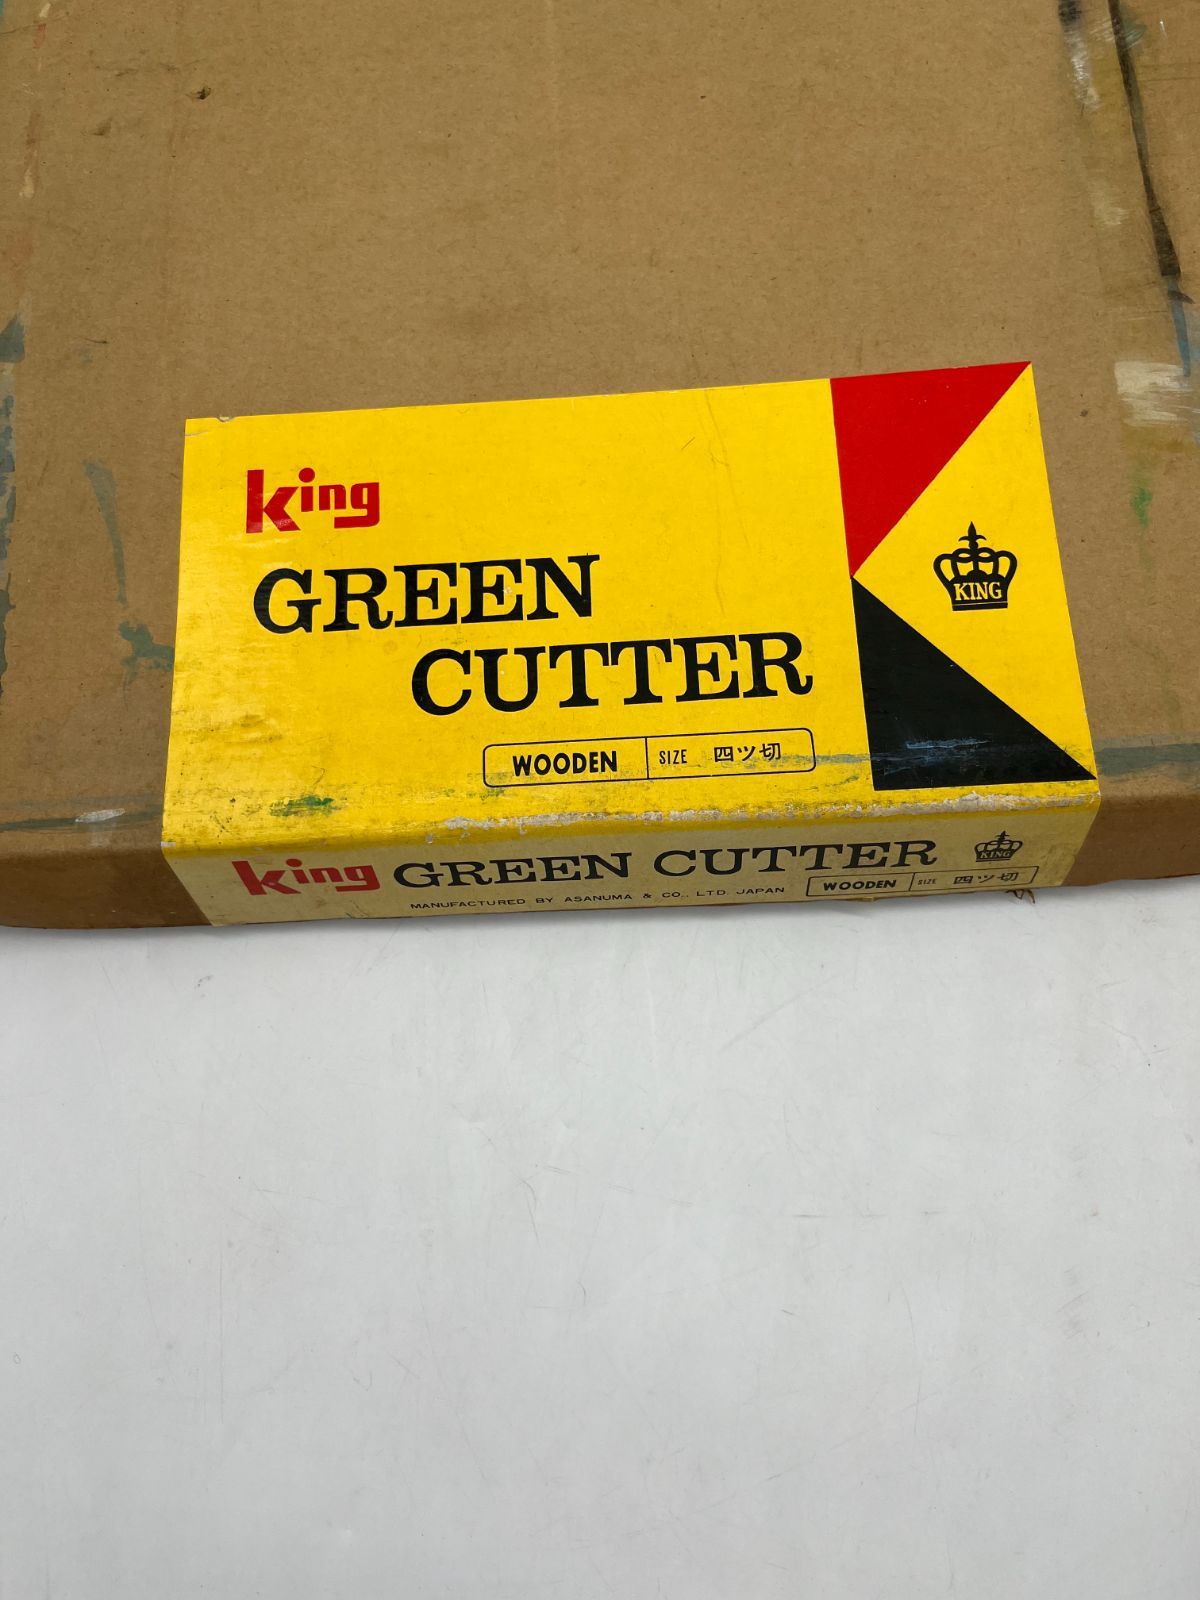 king
GREEN
CUTTER
WOODEN SIZE 四ツ切
KING
king GREEN CUTTER
KING
MANUFACTURED BY ASANUMA & CO., LTD. JAPAN
WOODEN SIZE 四ツ切